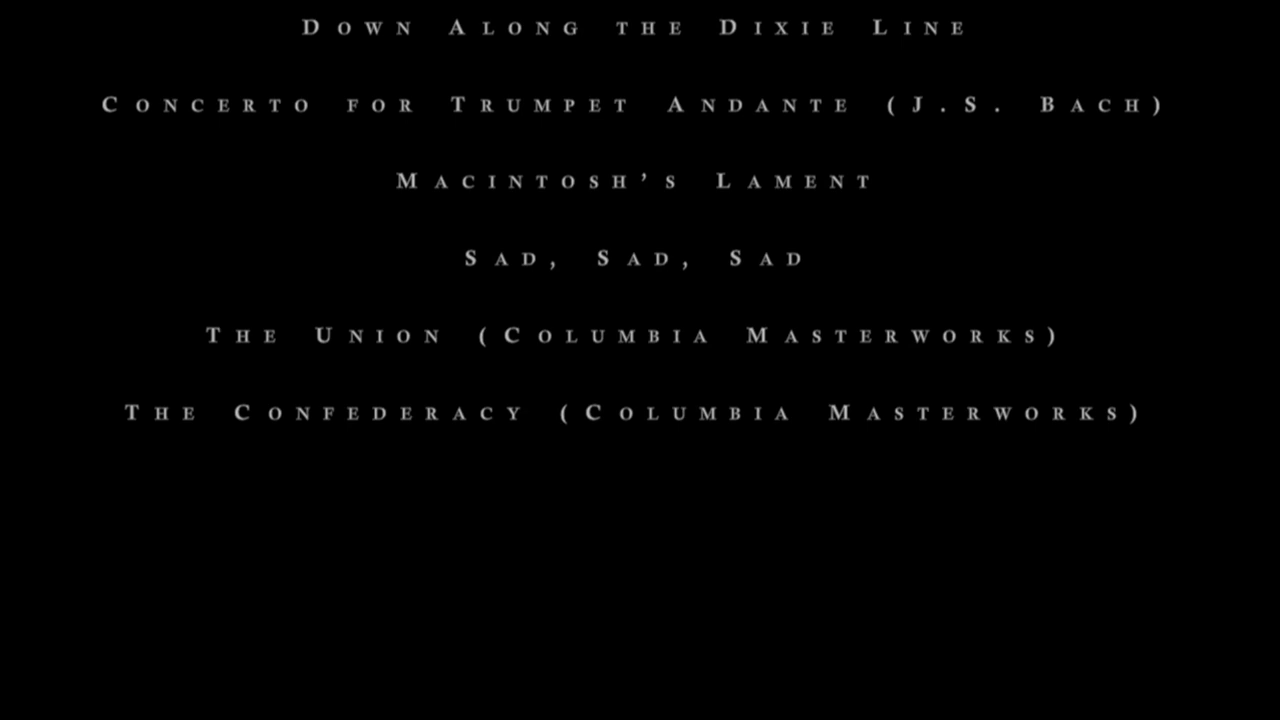 Down Along the Dixie Line
Concerto for Trumpet Andante (J.S. Bach)
Macintosh's Lament
Sad, Sad, Sad
The Union (Columbia Masterworks)
The Confederacy (Columbia Masterworks)